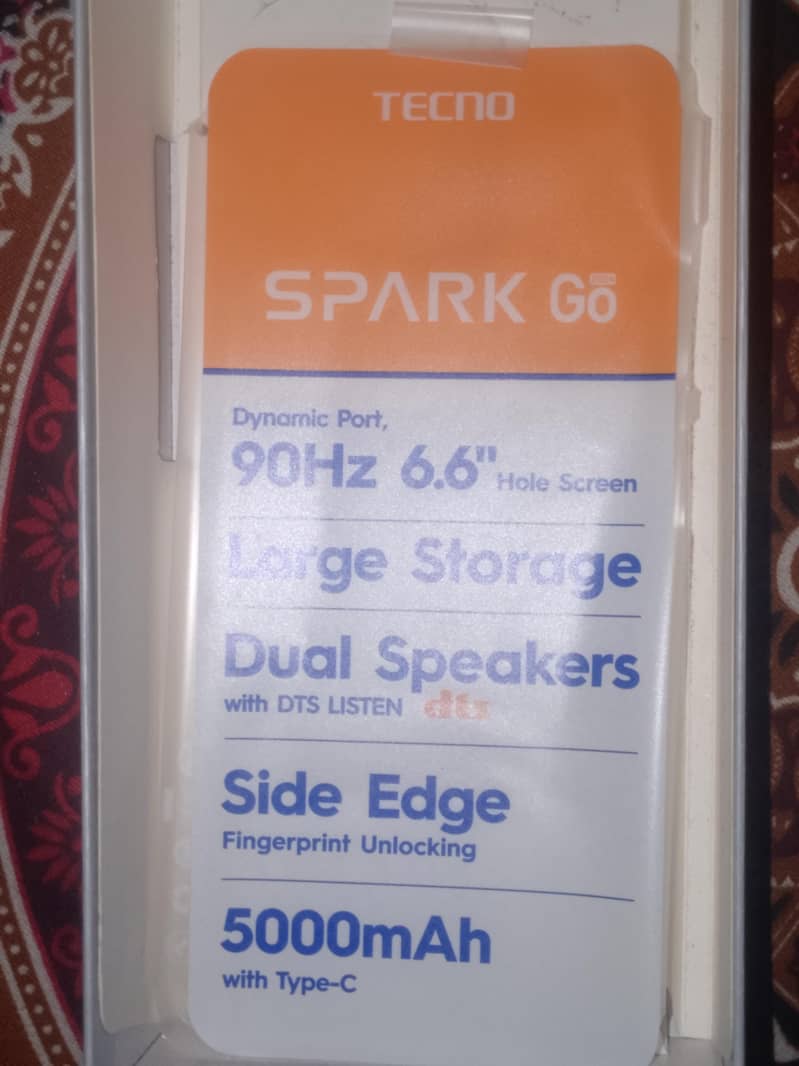 TECNO
SPARK Go
Dynamic Port,
90Hz 6.6" Hole Screen
Large Storage
Dual Speakers
with DTS LISTEN dts
Side Edge
Fingerprint Unlocking
5000mAh
with Type-C